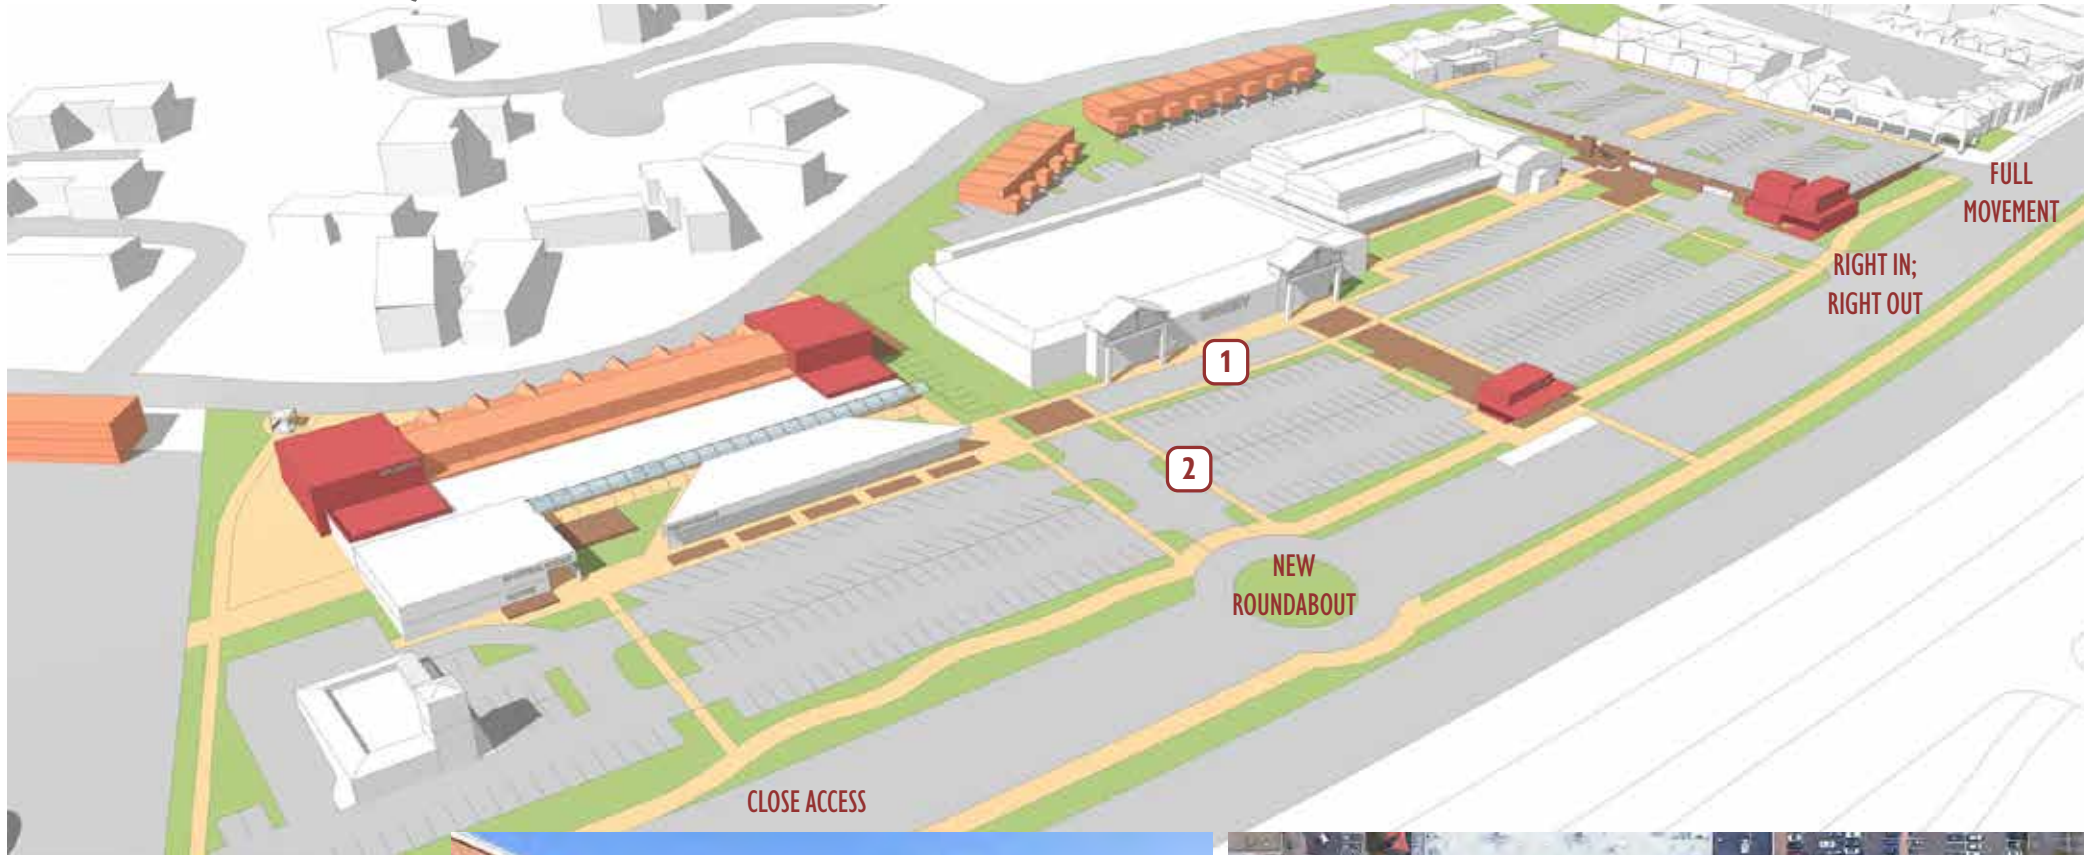 FULL
MOVEMENT
RIGHT IN;
RIGHT OUT
1
2
NEW
ROUNDABOUT
CLOSE ACCESS